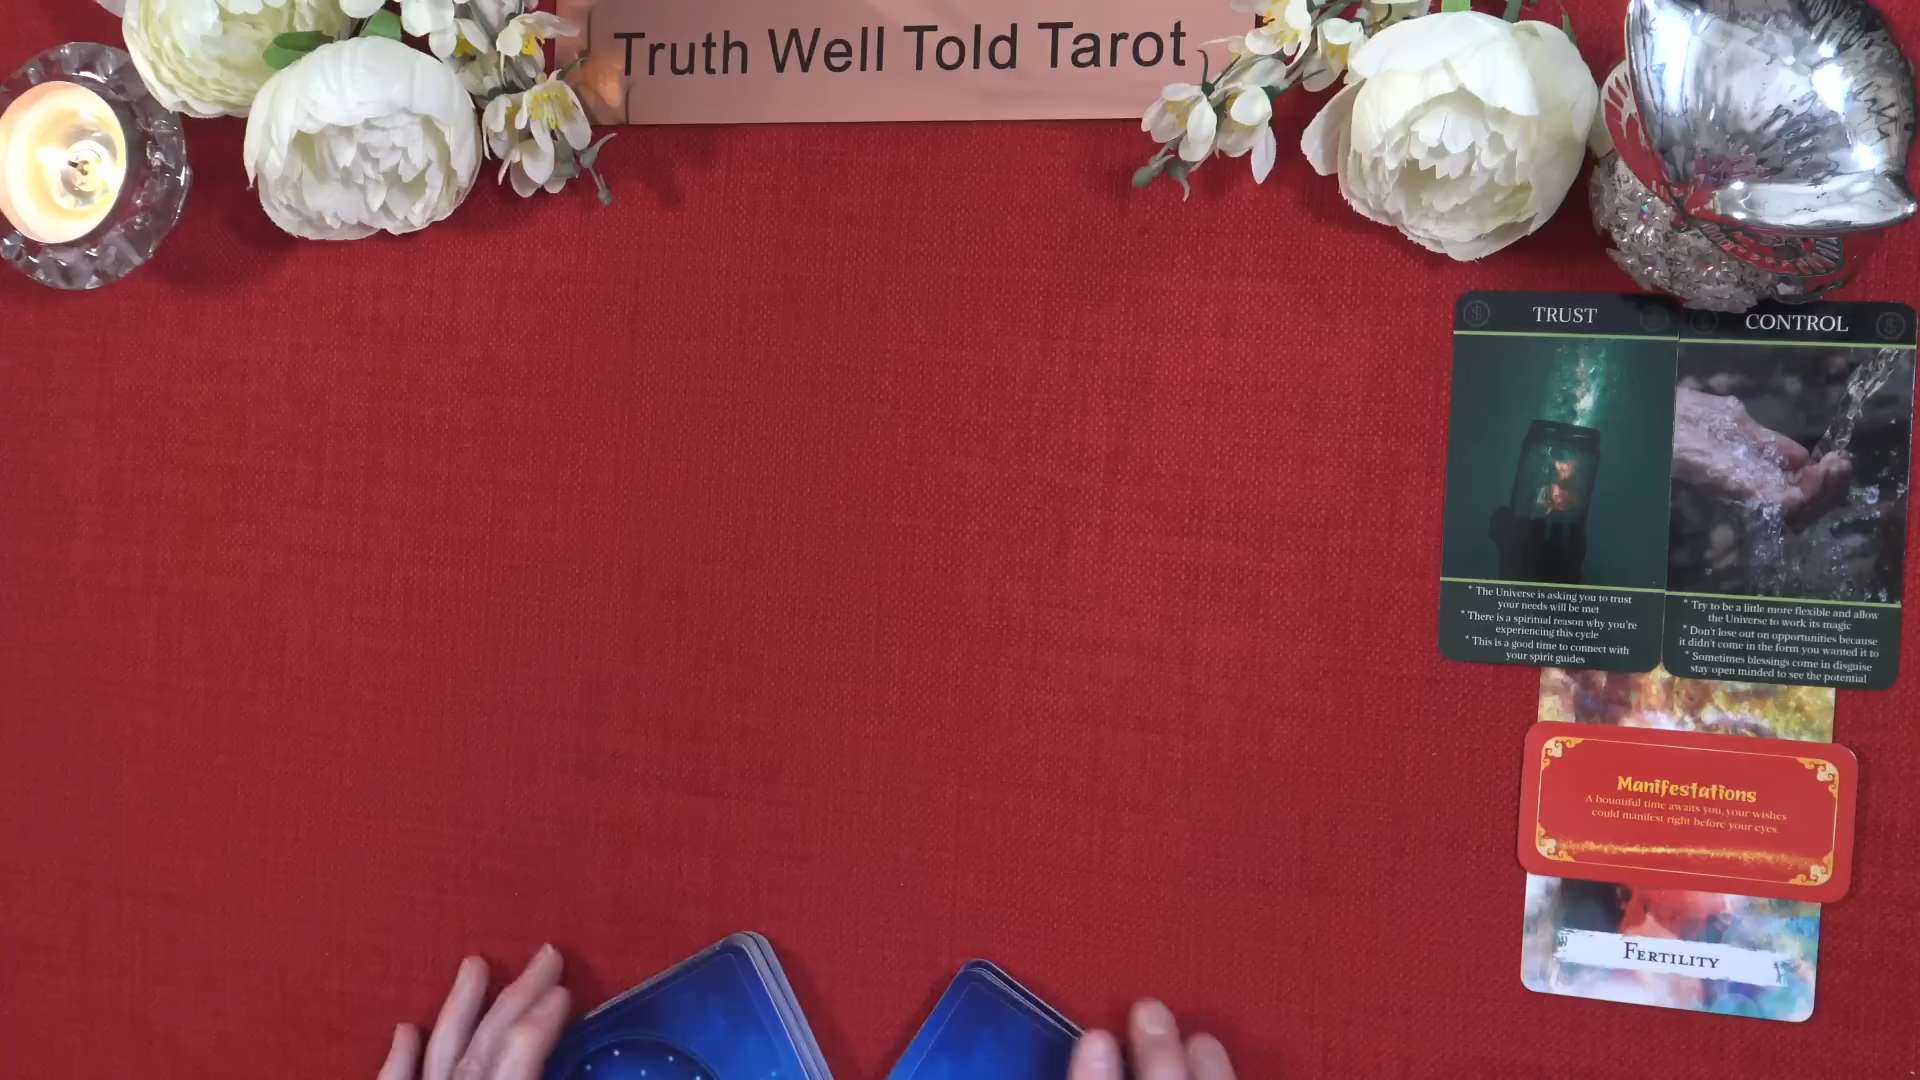 Truth Well Told Tarot
TRUST
* The Universe is asking you to trust
your needs will be met
* There is a spiritual reason why you're
experiencing this cycle
* This is a good time to connect with
your spirit guides
CONTROL
* Try to be a little more flexible and allow
the Universe to work its magic
* Don't lose out on opportunities because
it didn't come in the form you wanted it to
* Sometimes blessings come in disguise
stay open minded to see the potential
Manifestations
A bountiful time awaits you, your wishes
could manifest right before your eyes.
FERTILITY